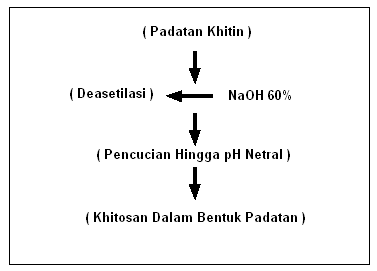 ( Padatan Khitin )
( Deasetilasi ) NaOH 60%
( Pencucian Hingga pH Netral )
( Khitosan Dalam Bentuk Padatan )